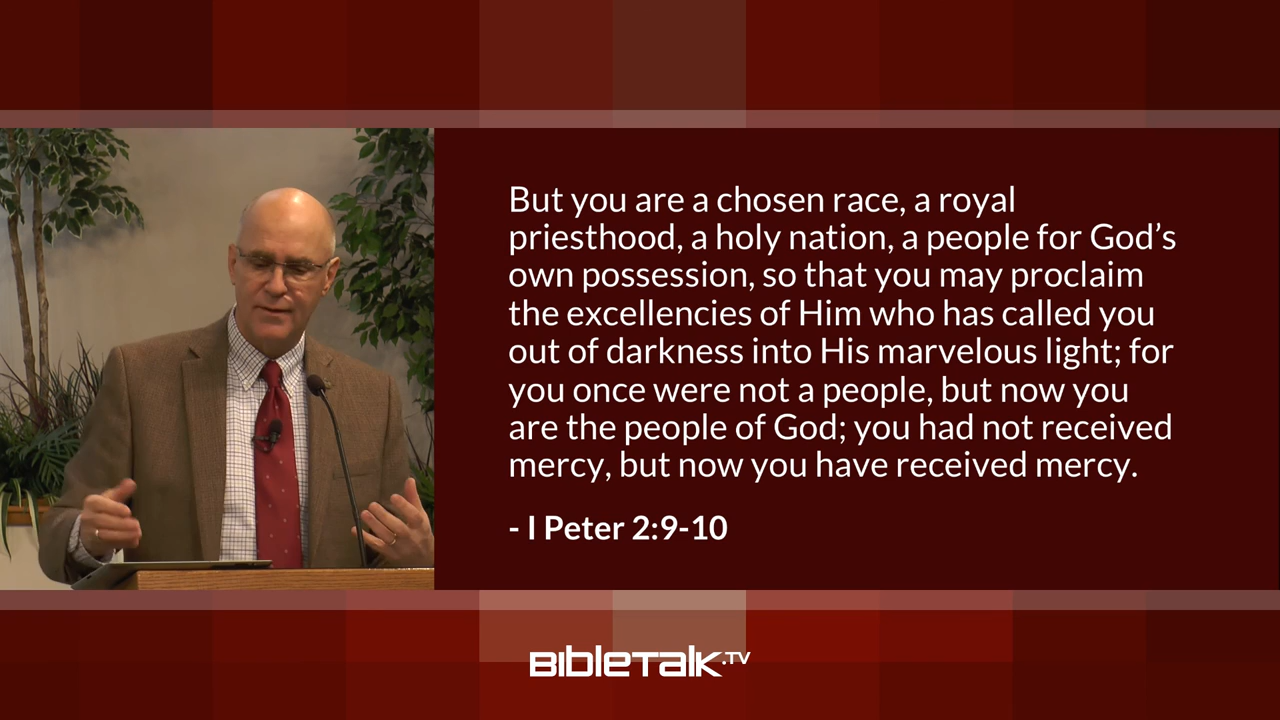 But you are a chosen race, a royal
priesthood, a holy nation, a people for God’s
own possession, so that you may proclaim
the excellencies of Him who has called you
out of darkness into His marvelous light; for
you once were not a people, but now you
are the people of God; you had not received
mercy, but now you have received mercy.
- I Peter 2:9-10
BIBLETALK.TV